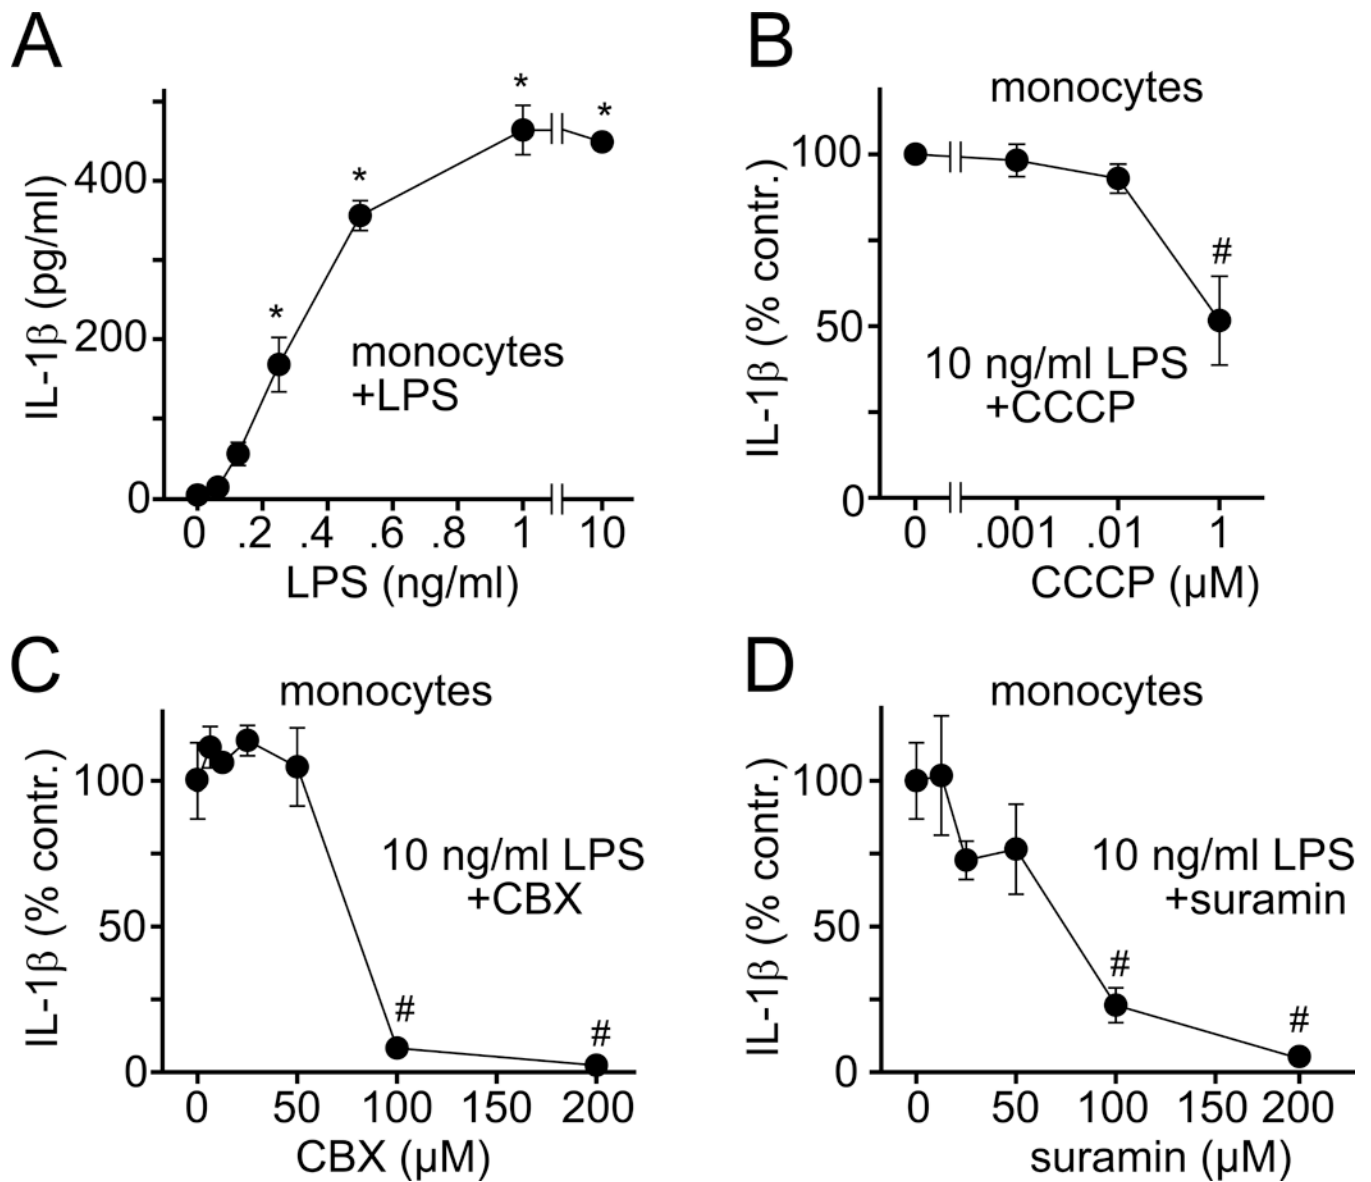 A
IL-1β (pg/ml)
400
200
0
*
*
*
*
monocytes
+LPS
0 .2 .4 .6 .8 1 10
LPS (ng/ml)
B
monocytes
IL-1β (% contr.)
100
50
0
#
10 ng/ml LPS
+CCCP
0 .001 .01 1
CCCP (µM)
C
monocytes
IL-1β (% contr.)
100
50
0
10 ng/ml LPS
+CBX
#
#
0 50 100 150 200
CBX (µM)
D
monocytes
IL-1β (% contr.)
100
50
0
10 ng/ml LPS
+suramin
#
#
0 50 100 150 200
suramin (µM)